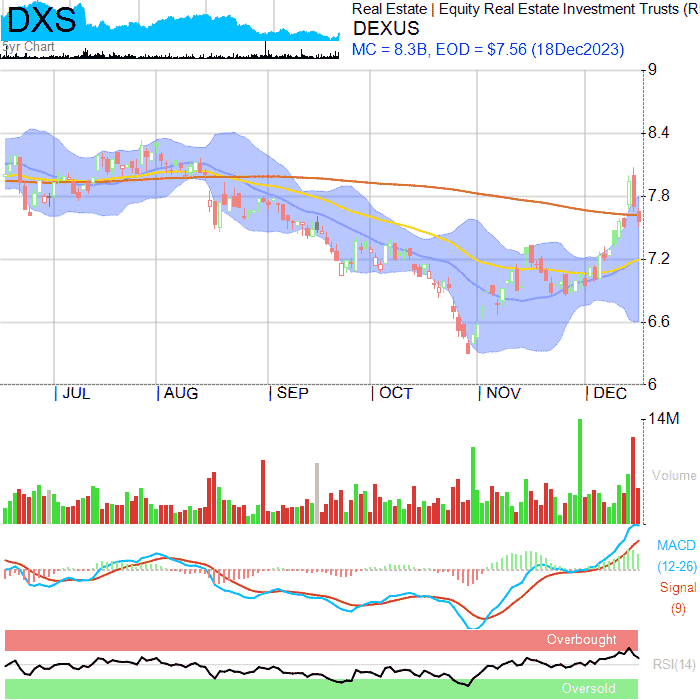 DXS
5yr Chart
Real Estate | Equity Real Estate Investment Trusts (R
DEXUS
MC = 8.3B, EOD = $7.56 (18Dec2023)
9
8.4
7.8
7.2
6.6
6
JUL AUG SEP OCT NOV DEC
14M
Volume
MACD
(12-26)
Signal
(9)
Overbought
RSI(14)
Oversold